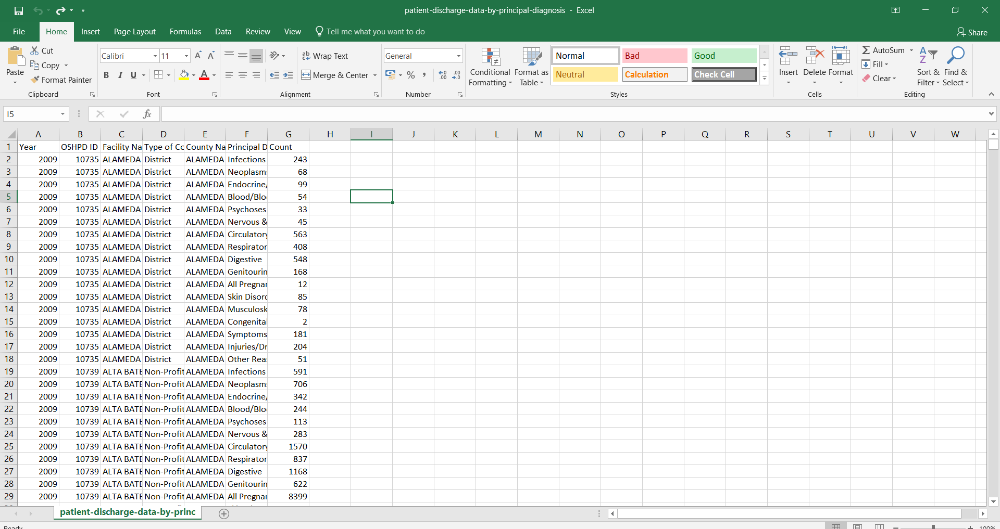 patient-discharge-data-by-principal-diagnosis - Excel
File Home Insert Page Layout Formulas Data Review View Tell me what you want to do Share
Paste Cut Copy Format Painter Clipboard
Calibri 11 B I U A A A Font
Wrap Text Merge & Center Alignment
General % , .00 .0 Number
Conditional Formatting Format as Table Normal Bad Good Neutral Calculation Check Cell Styles
Insert Delete Format Cells
AutoSum Fill Clear Sort & Filter Find & Select Editing
I5 fx
A B C D E F G H I J K L M N O P Q R S T U V W
1 Year OSHPD ID Facility Na Type of Co County Na Principal D Count
2 2009 10735 ALAMEDA District ALAMEDA Infections 243
3 2009 10735 ALAMEDA District ALAMEDA Neoplasms 68
4 2009 10735 ALAMEDA District ALAMEDA Endocrine/ 99
5 2009 10735 ALAMEDA District ALAMEDA Blood/Blo 54
6 2009 10735 ALAMEDA District ALAMEDA Psychoses 33
7 2009 10735 ALAMEDA District ALAMEDA Nervous & 45
8 2009 10735 ALAMEDA District ALAMEDA Circulatory 563
9 2009 10735 ALAMEDA District ALAMEDA Respirator 408
10 2009 10735 ALAMEDA District ALAMEDA Digestive 548
11 2009 10735 ALAMEDA District ALAMEDA Genitourin 168
12 2009 10735 ALAMEDA District ALAMEDA All Pregnan 12
13 2009 10735 ALAMEDA District ALAMEDA Skin Disord 85
14 2009 10735 ALAMEDA District ALAMEDA Musculosk 78
15 2009 10735 ALAMEDA District ALAMEDA Congenital 2
16 2009 10735 ALAMEDA District ALAMEDA Symptoms 181
17 2009 10735 ALAMEDA District ALAMEDA Injuries/Dr 204
18 2009 10735 ALAMEDA District ALAMEDA Other Reas 51
19 2009 10739 ALTA BATE Non-Profit ALAMEDA Infections 591
20 2009 10739 ALTA BATE Non-Profit ALAMEDA Neoplasms 706
21 2009 10739 ALTA BATE Non-Profit ALAMEDA Endocrine/ 342
22 2009 10739 ALTA BATE Non-Profit ALAMEDA Blood/Blo 244
23 2009 10739 ALTA BATE Non-Profit ALAMEDA Psychoses 113
24 2009 10739 ALTA BATE Non-Profit ALAMEDA Nervous & 283
25 2009 10739 ALTA BATE Non-Profit ALAMEDA Circulatory 1570
26 2009 10739 ALTA BATE Non-Profit ALAMEDA Respirator 837
27 2009 10739 ALTA BATE Non-Profit ALAMEDA Digestive 1168
28 2009 10739 ALTA BATE Non-Profit ALAMEDA Genitourin 622
29 2009 10739 ALTA BATE Non-Profit ALAMEDA All Pregnan 8399
patient-discharge-data-by-princ
Ready 100%